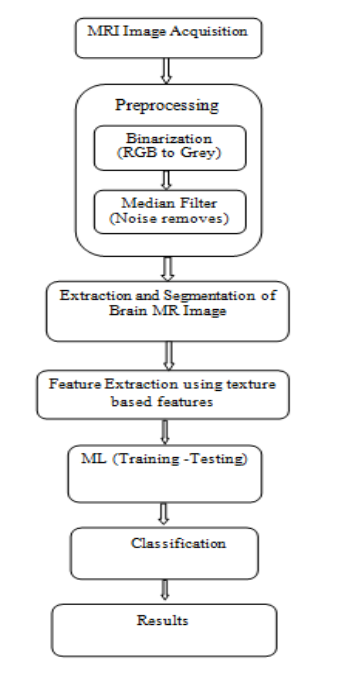 MRI Image Acquisition
Preprocessing
Binarization
(RGB to Grey)
Median Filter
(Noise removes)
Extraction and Segmentation of
Brain MR Image
Feature Extraction using texture
based features
ML (Training -Testing)
Classification
Results